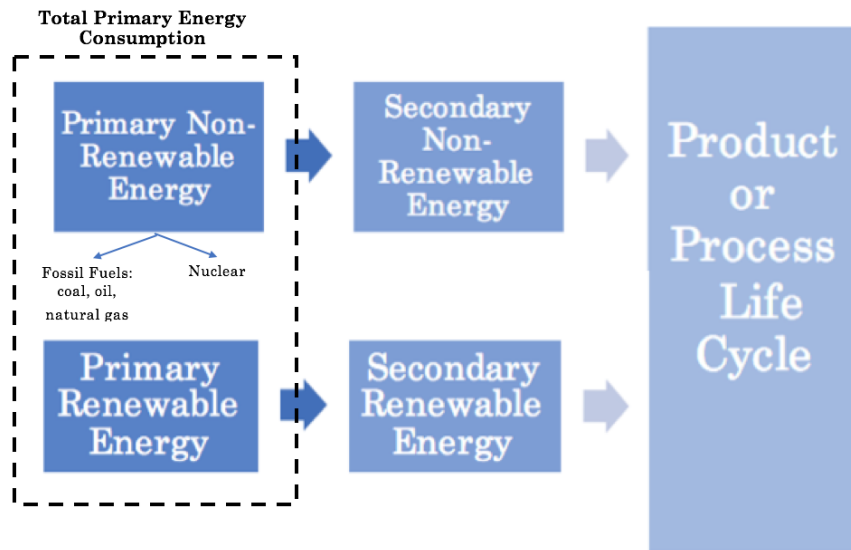 Total Primary Energy
Consumption
Primary Non-
Renewable
Energy
Fossil Fuels:
coal, oil,
natural gas
Nuclear
Primary
Renewable
Energy
Secondary
Non-
Renewable
Energy
Secondary
Renewable
Energy
Product
or
Process
Life
Cycle